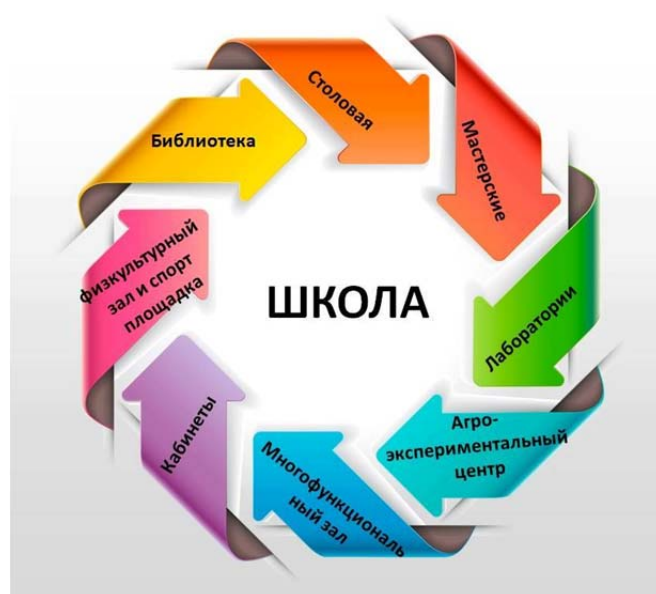 Столовая
Мастерские
Лаборатории
Агро-
экспериментальный
центр
Многофункциональ
ный зал
Кабинеты
физкультурный
зал и спорт
площадка
Библиотека
ШКОЛА